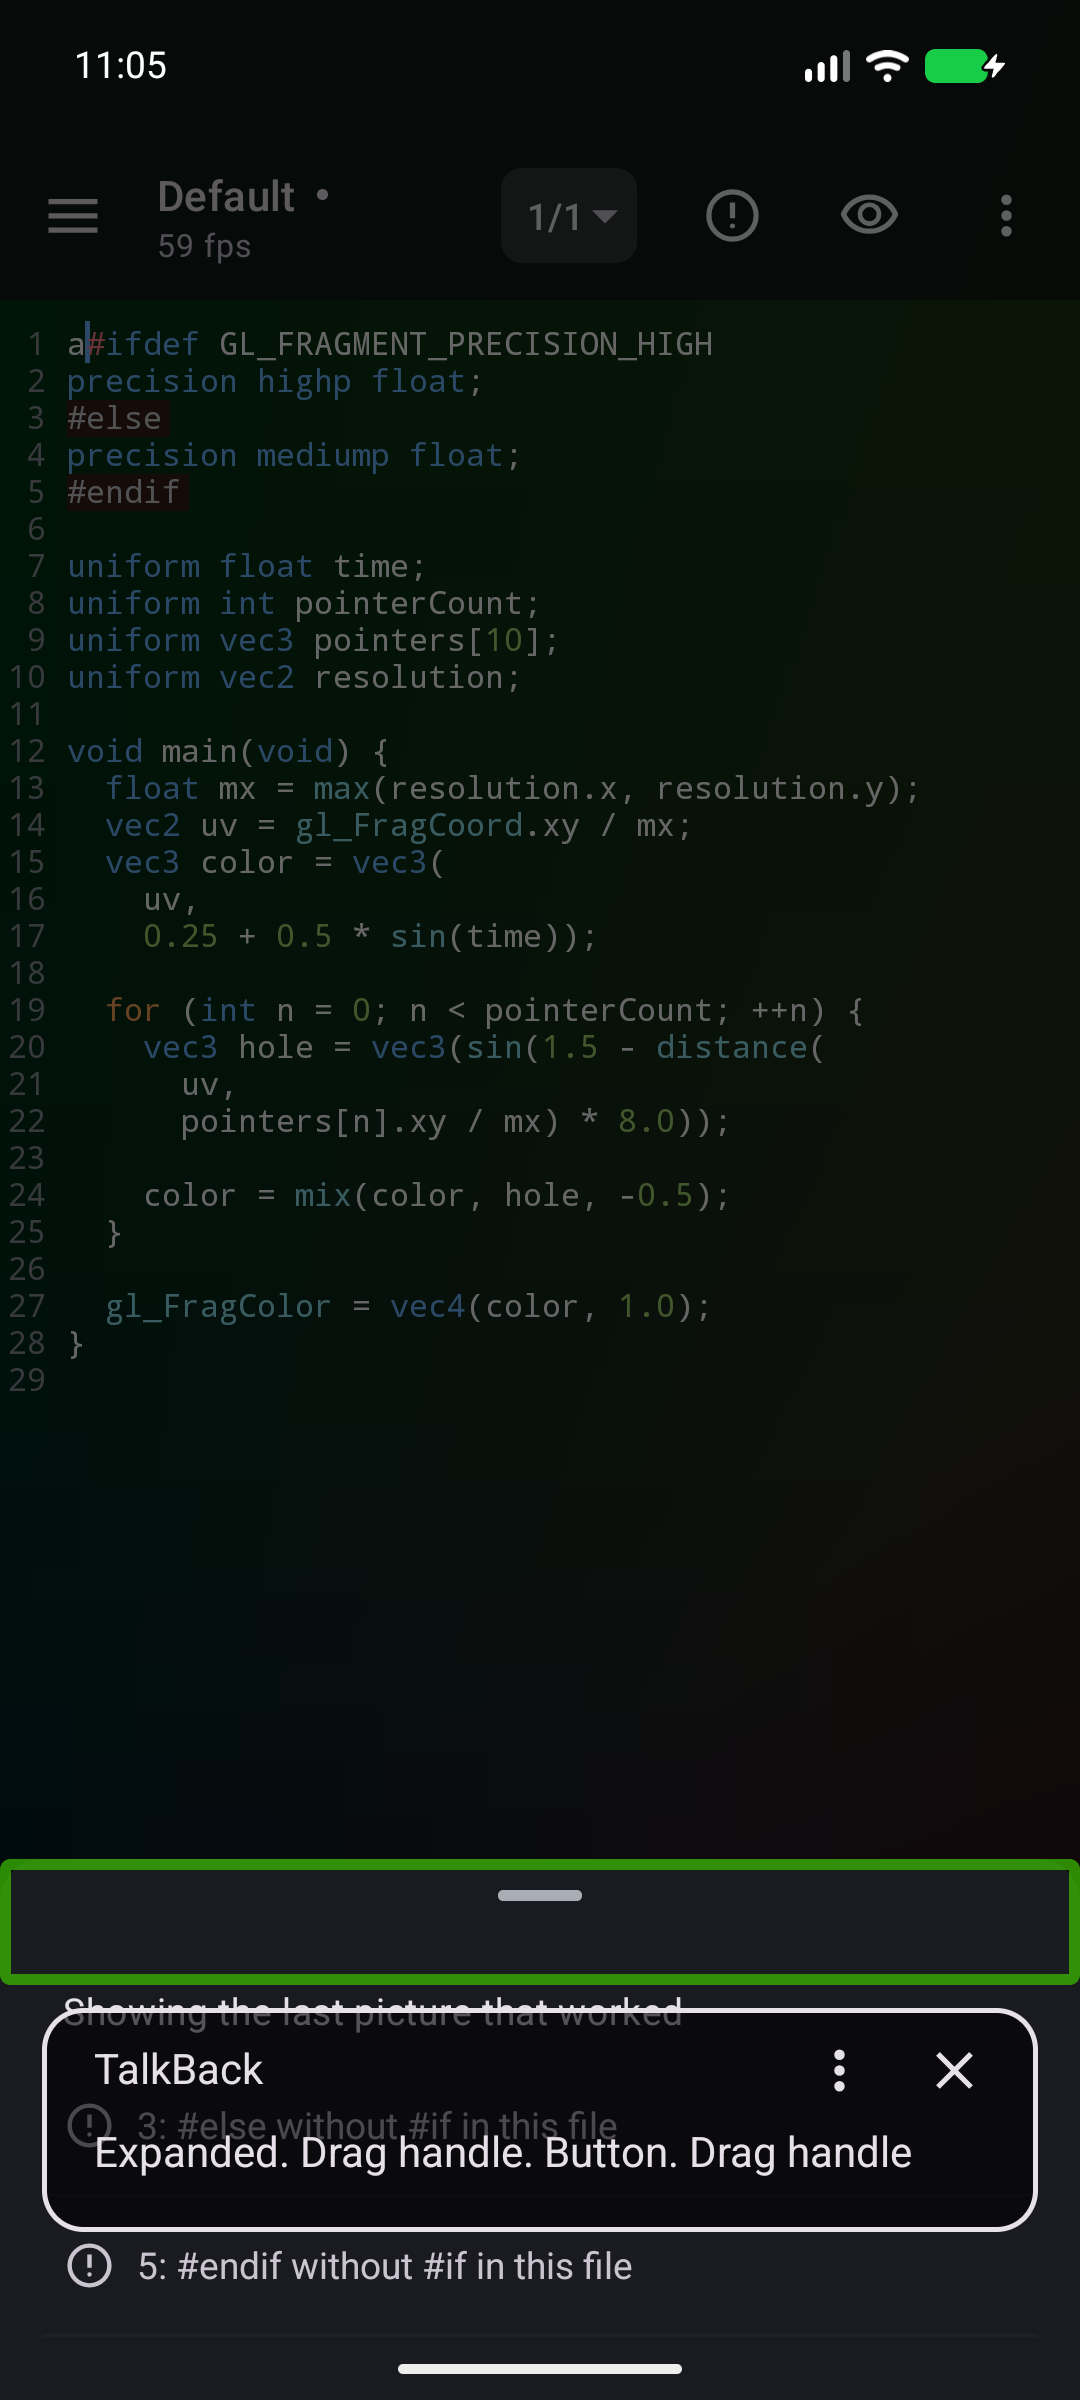 11:05
Default •
59 fps
1/1
1 a#ifdef GL_FRAGMENT_PRECISION_HIGH
2 precision highp float;
3 #else
4 precision mediump float;
5 #endif
6
7 uniform float time;
8 uniform int pointerCount;
9 uniform vec3 pointers[10];
10 uniform vec2 resolution;
11
12 void main(void) {
13   float mx = max(resolution.x, resolution.y);
14   vec2 uv = gl_FragCoord.xy / mx;
15   vec3 color = vec3(
16     uv,
17     0.25 + 0.5 * sin(time));
18
19   for (int n = 0; n < pointerCount; ++n) {
20     vec3 hole = vec3(sin(1.5 - distance(
21       uv,
22       pointers[n].xy / mx) * 8.0));
23
24     color = mix(color, hole, -0.5);
25   }
26
27   gl_FragColor = vec4(color, 1.0);
28 }
29
Showing the last picture that worked
TalkBack
3: #else without #if in this file
Expanded. Drag handle. Button. Drag handle
5: #endif without #if in this file